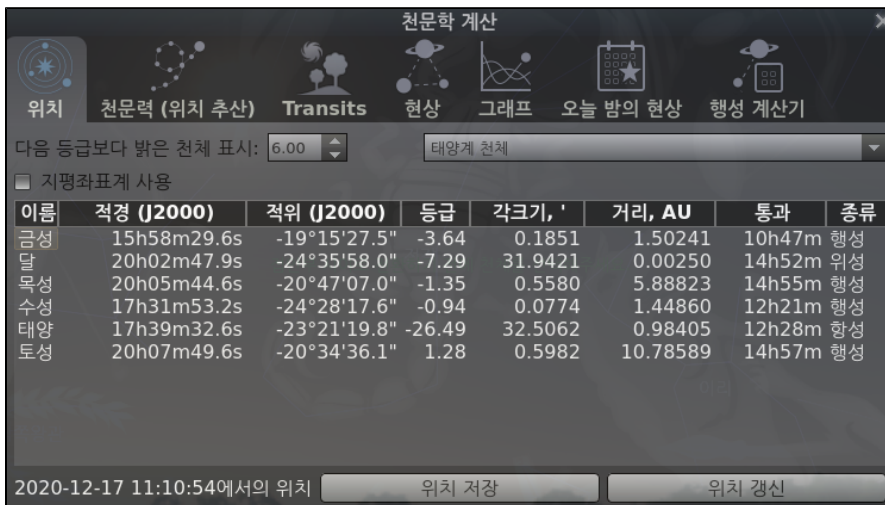 천문학 계산
위치 천문력 (위치 추산) Transits 현상 그래프 오늘 밤의 현상 행성 계산기
다음 등급보다 밝은 천체 표시: 6.00 태양계 천체
지평좌표계 사용
이름 적경 (J2000) 적위 (J2000) 등급 각크기, ' 거리, AU 통과 종류
금성 15h58m29.6s -19°15'27.5" -3.64 0.1851 1.50241 10h47m 행성
달 20h02m47.9s -24°35'58.0" -7.29 31.9421 0.00250 14h52m 위성
목성 20h05m44.6s -20°47'07.0" -1.35 0.5580 5.88823 14h55m 행성
수성 17h31m53.2s -24°28'17.6" -0.94 0.0774 1.44860 12h21m 행성
태양 17h39m32.6s -23°21'19.8" -26.49 32.5062 0.98405 12h28m 항성
토성 20h07m49.6s -20°34'36.1" 1.28 0.5982 10.78589 14h57m 행성
2020-12-17 11:10:54에서의 위치 위치 저장 위치 갱신